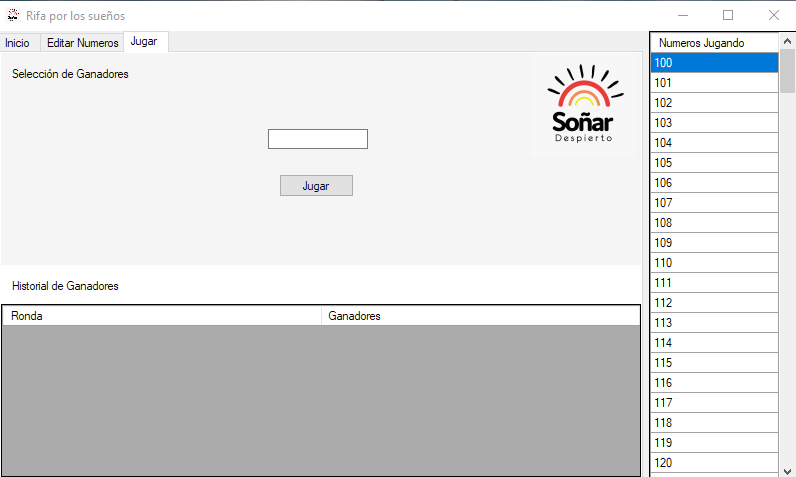 Rifa por los sueños
Inicio
Editar Numeros
Jugar
Selección de Ganadores
Soñar
Despierto
Jugar
Historial de Ganadores
Ronda
Ganadores
Numeros Jugando
100
101
102
103
104
105
106
107
108
109
110
111
112
113
114
115
116
117
118
119
120